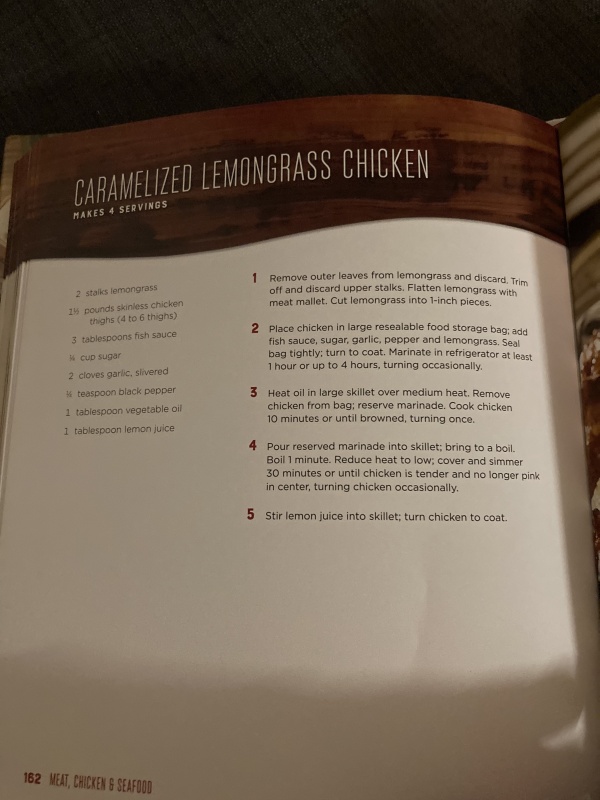 CARAMELIZED LEMONGRASS CHICKEN
MAKES 4 SERVINGS
2 stalks lemongrass
1½ pounds skinless chicken
thighs (4 to 6 thighs)
3 tablespoons fish sauce
¼ cup sugar
2 cloves garlic, slivered
teaspoon black pepper
1 tablespoon vegetable oil
1 tablespoon lemon juice
1 Remove outer leaves from lemongrass and discard. Trim
off and discard upper stalks. Flatten lemongrass with
meat mallet. Cut lemongrass into 1-inch pieces.
2 Place chicken in large resealable food storage bag; add
fish sauce, sugar, garlic, pepper and lemongrass. Seal
bag tightly; turn to coat. Marinate in refrigerator at least
1 hour or up to 4 hours, turning occasionally.
3 Heat oil in large skillet over medium heat. Remove
chicken from bag; reserve marinade. Cook chicken
10 minutes or until browned, turning once.
4 Pour reserved marinade into skillet; bring to a boil.
Boil 1 minute. Reduce heat to low; cover and simmer
30 minutes or until chicken is tender and no longer pink
in center, turning chicken occasionally.
5 Stir lemon juice into skillet; turn chicken to coat.
162 MEAT, CHICKEN & SEAFOOD